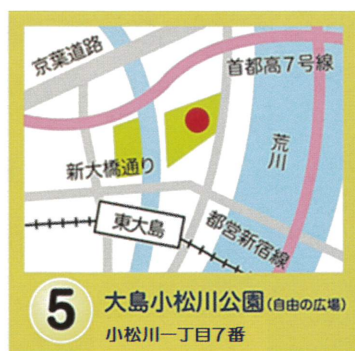 京葉道路
首都高7号線
荒川
新大橋通り
東大島
都営新宿線
5 大島小松川公園(自由の広場)
小松川一丁目7番